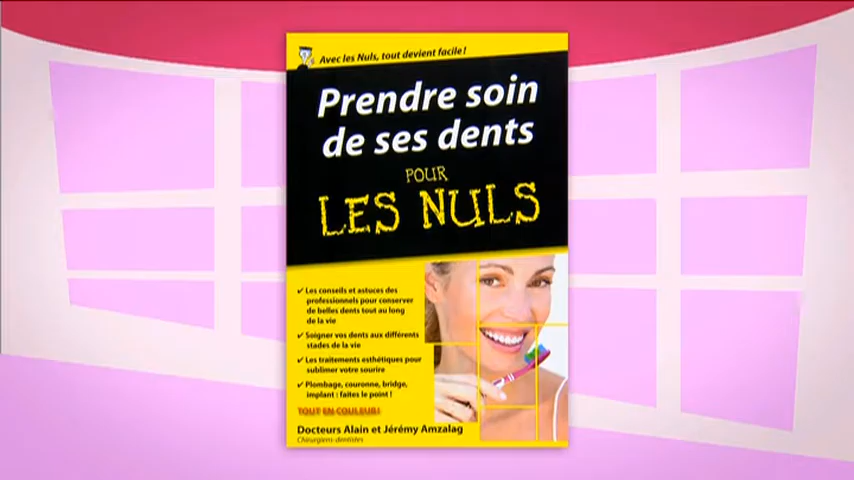 Avec les Nuls, tout devient facile !
Prendre soin
de ses dents
POUR
LES NULS
✔ Les conseils et astuces des
professionnels pour conserver
de belles dents tout au long
de la vie
✔ Soigner vos dents aux différents
stades de la vie
✔ Les traitements esthétiques pour
sublimer votre sourire
✔ Plombage, couronne, bridge,
implant : faites le point !
TOUT EN COULEUR !
Docteurs Alain et Jérémy Amzalag
Chirurgiens-dentistes